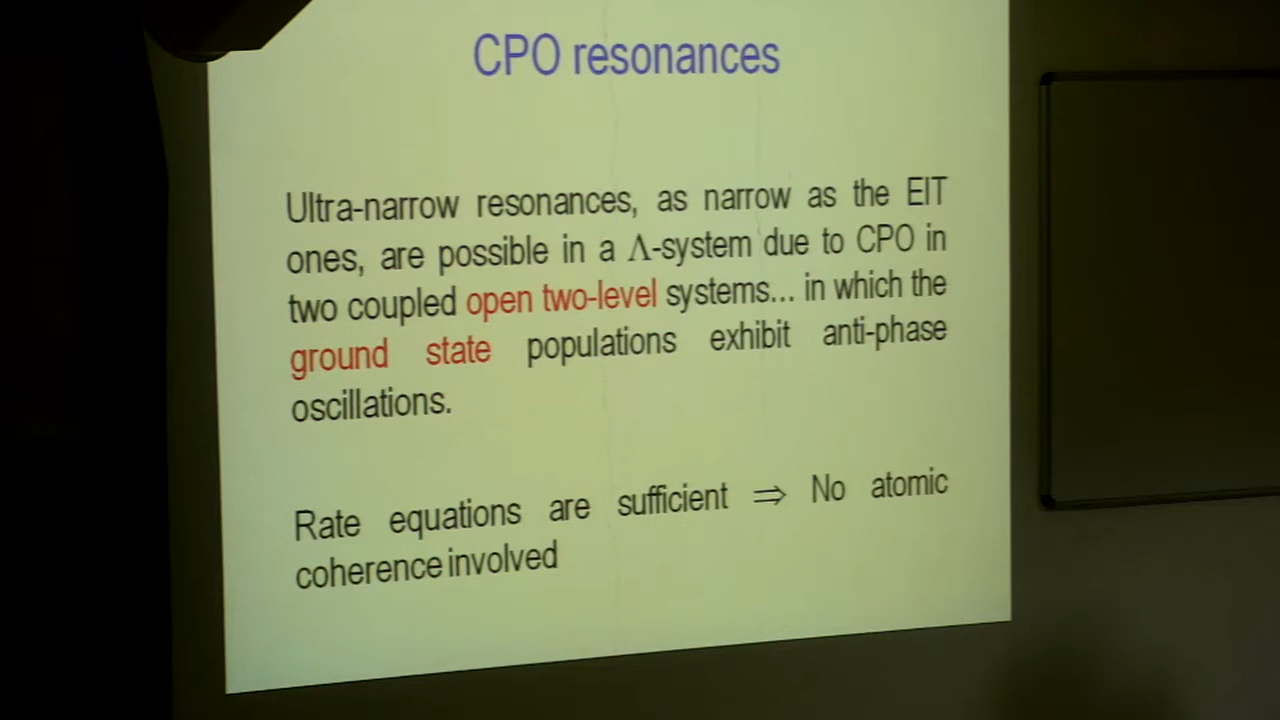 CPO resonances
Ultra-narrow resonances, as narrow as the EIT
ones, are possible in a Λ-system due to CPO in
two coupled open two-level systems... in which the
ground state populations exhibit anti-phase
oscillations.
Rate equations are sufficient ⇒ No atomic
coherence involved